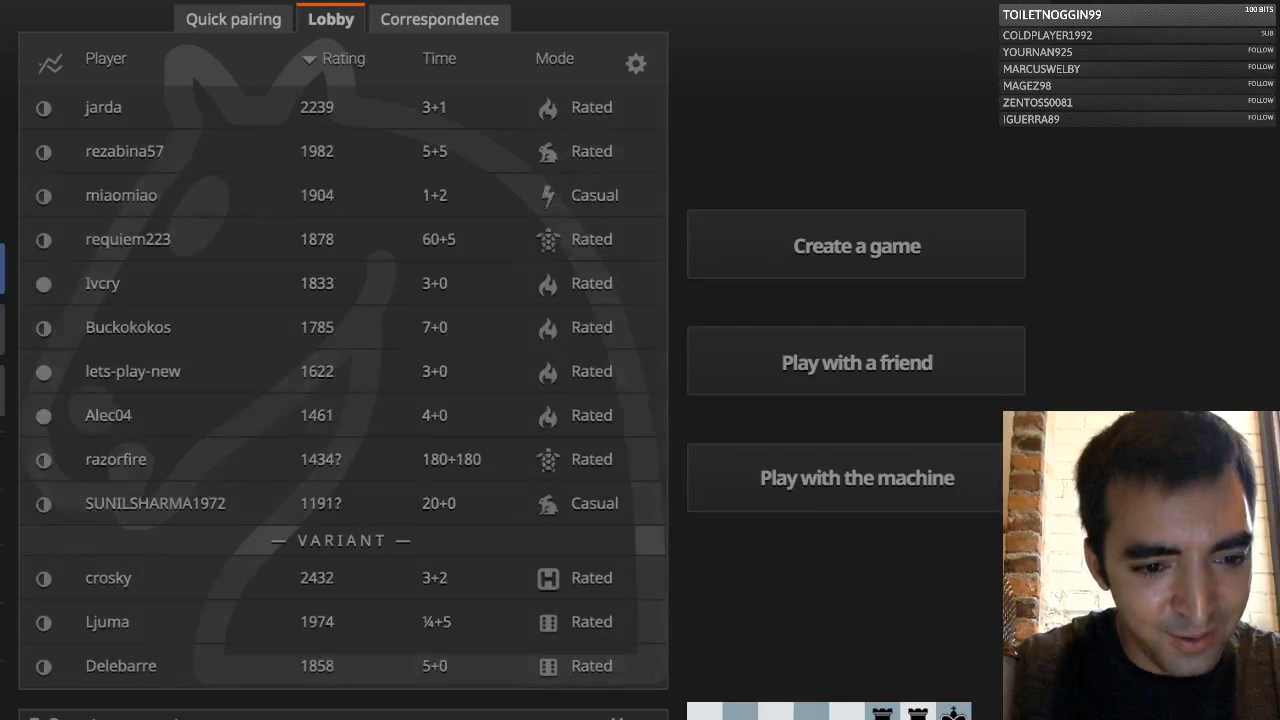 Quick pairing Lobby Correspondence
Player Rating Time Mode
jarda 2239 3+1 Rated
rezabina57 1982 5+5 Rated
miaomiao 1904 1+2 Casual
requiem223 1878 60+5 Rated
Ivcry 1833 3+0 Rated
Buckokokos 1785 7+0 Rated
lets-play-new 1622 3+0 Rated
Alec04 1461 4+0 Rated
razorfire 1434? 180+180 Rated
SUNILSHARMA1972 1191? 20+0 Casual
— VARIANT —
crosky 2432 3+2 Rated
Ljuma 1974 ¼+5 Rated
Delebarre 1858 5+0 Rated
Create a game
Play with a friend
Play with the machine
TOILETNOGGIN99 100 BITS
COLDPLAYER1992 SUB
YOURNAN925 FOLLOW
MARCUSWELBY FOLLOW
MAGEZ98 FOLLOW
ZENTOSS0081 FOLLOW
IGUERRA89 FOLLOW